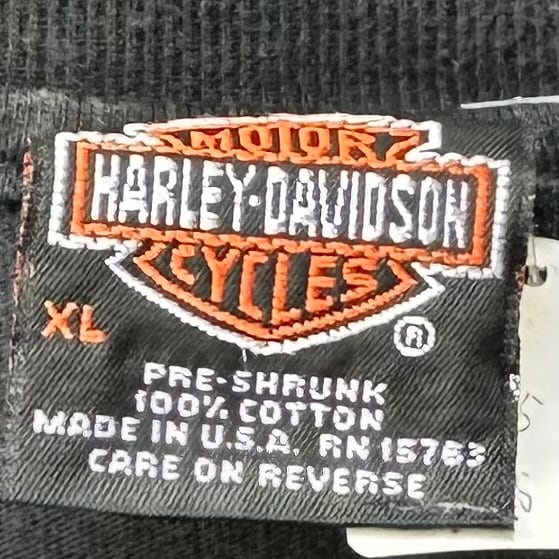 MOTOR
HARLEY-DAVIDSON
CYCLES
XL
®
PRE-SHRUNK
100% COTTON
MADE IN U.S.A. RN 15763
CARE ON REVERSE